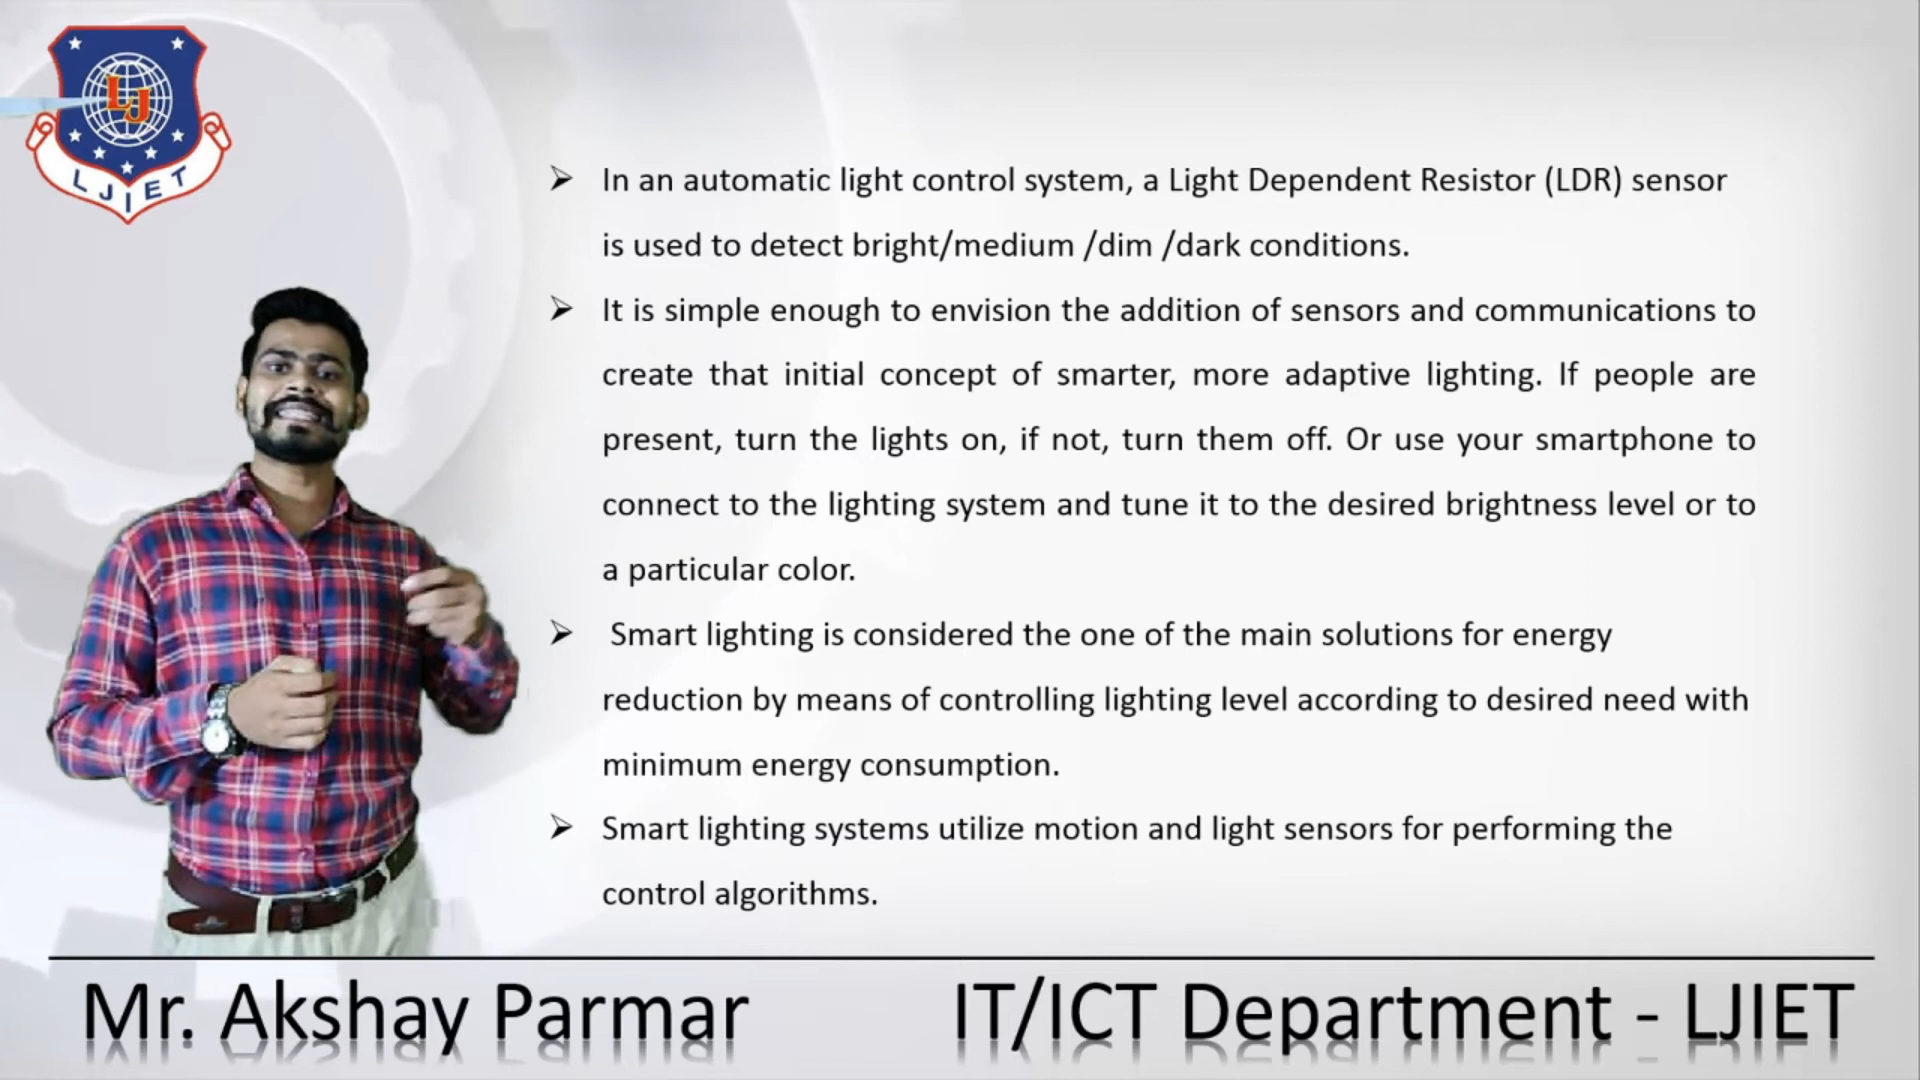 LJ
LJIET
➢ In an automatic light control system, a Light Dependent Resistor (LDR) sensor
is used to detect bright/medium /dim /dark conditions.
➢ It is simple enough to envision the addition of sensors and communications to
create that initial concept of smarter, more adaptive lighting. If people are
present, turn the lights on, if not, turn them off. Or use your smartphone to
connect to the lighting system and tune it to the desired brightness level or to
a particular color.
➢ Smart lighting is considered the one of the main solutions for energy
reduction by means of controlling lighting level according to desired need with
minimum energy consumption.
➢ Smart lighting systems utilize motion and light sensors for performing the
control algorithms.
Mr. Akshay Parmar IT/ICT Department - LJIET